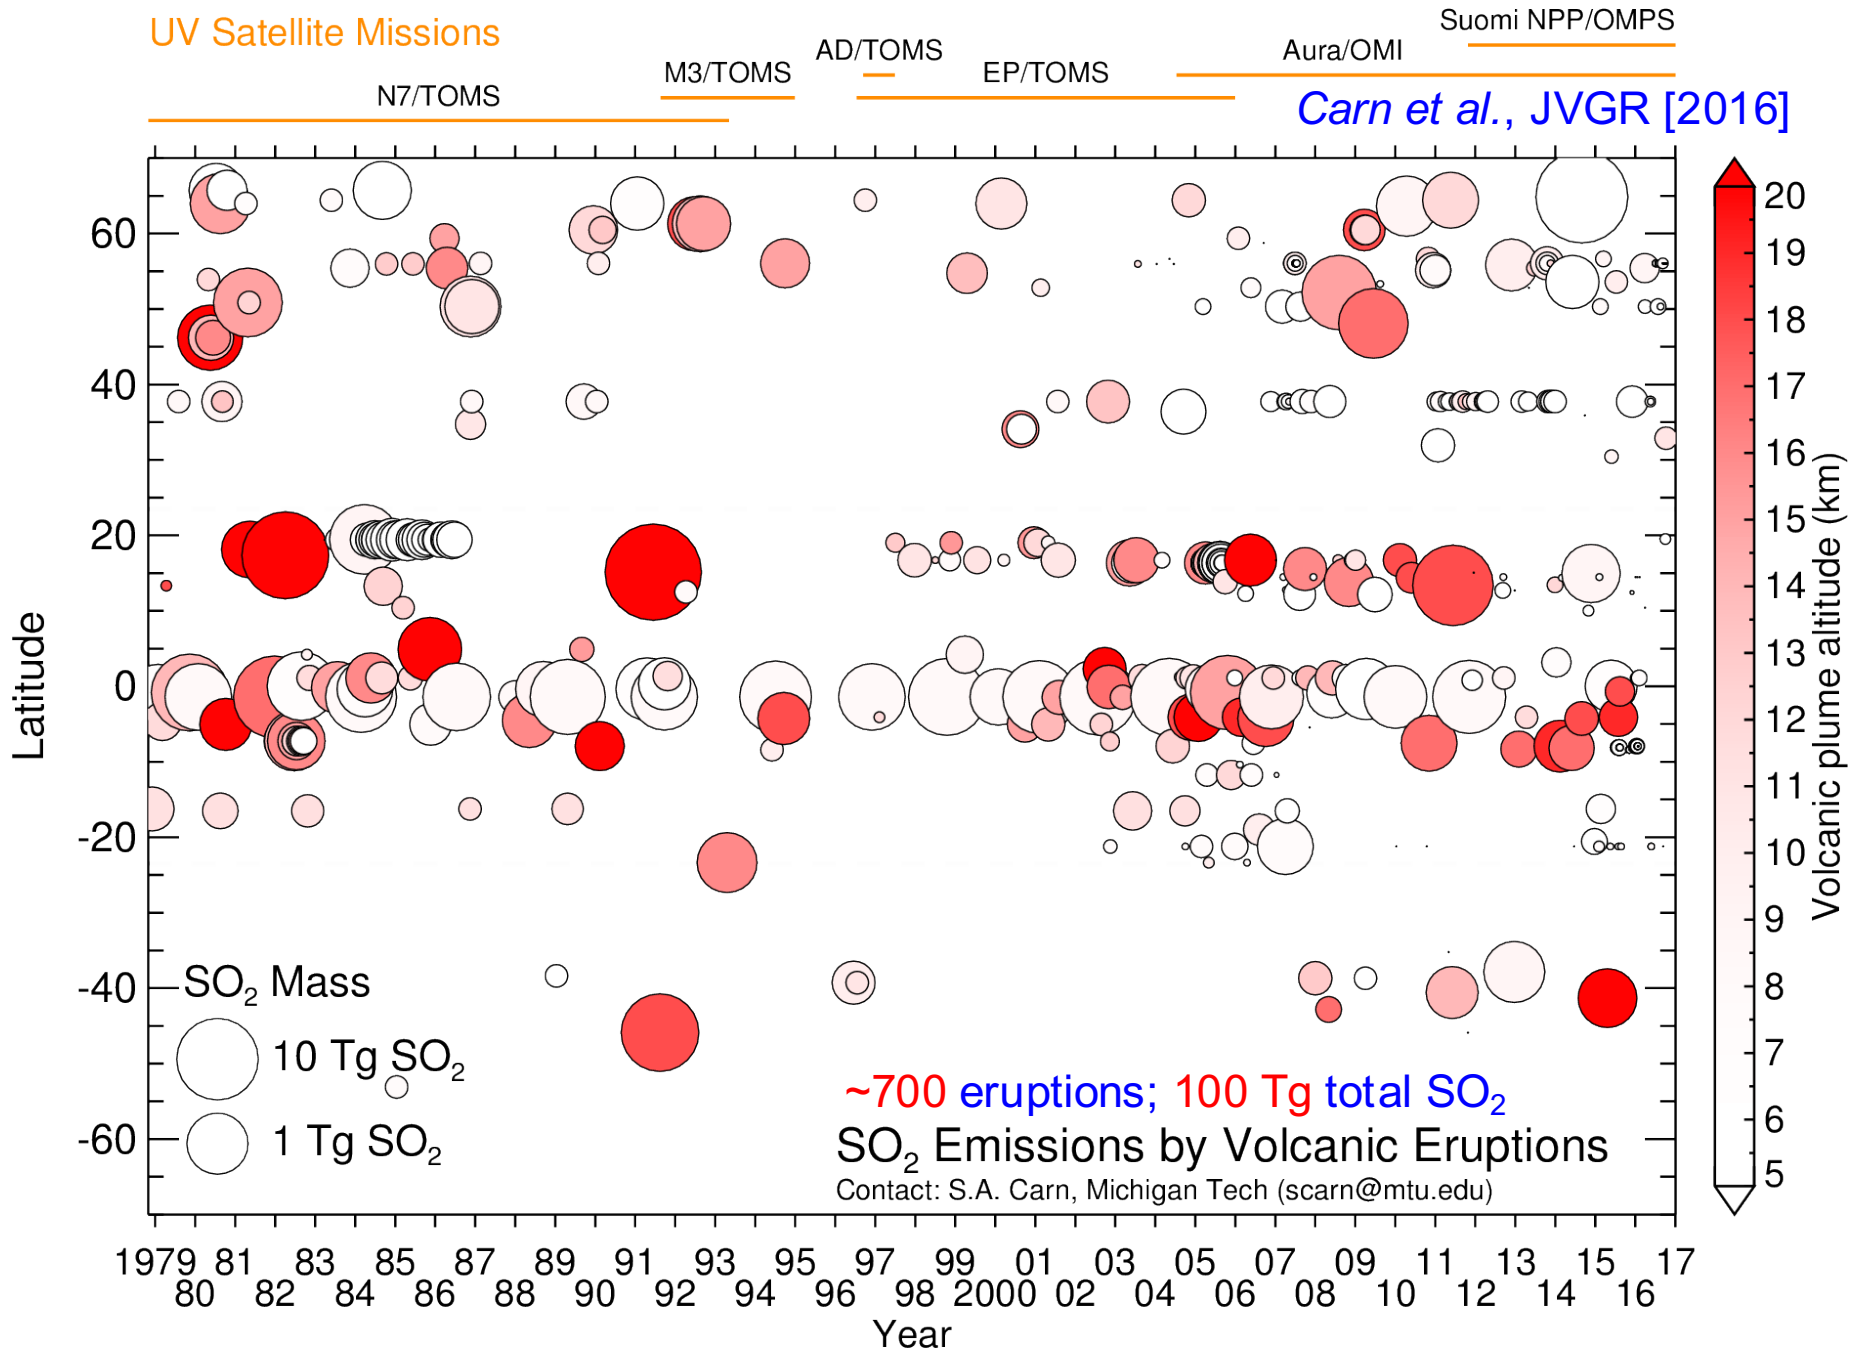 UV Satellite Missions
Suomi NPP/OMPS
AD/TOMS
Aura/OMI
M3/TOMS
EP/TOMS
N7/TOMS
Carn et al., JVGR [2016]
60
40
20
0
-20
-40
-60
Latitude
SO₂ Mass
10 Tg SO₂
1 Tg SO₂
~700 eruptions; 100 Tg total SO₂
SO₂ Emissions by Volcanic Eruptions
Contact: S.A. Carn, Michigan Tech (scarn@mtu.edu)
1979 81 83 85 87 89 91 93 95 97 99 01 03 05 07 09 11 13 15 17
80 82 84 86 88 90 92 94 96 98 2000 02 04 06 08 10 12 14 16
Year
20
19
18
17
16
15
14
13
12
11
10
9
8
7
6
5
Volcanic plume altitude (km)